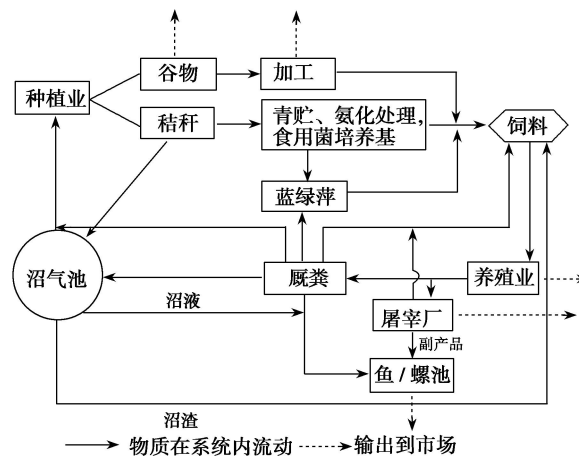 谷物
加工
种植业
秸秆
青贮、氨化处理,
食用菌培养基
饲料
蓝绿萍
沼气池
厩粪
养殖业
沼液
屠宰厂
副产品
鱼/螺池
沼渣
物质在系统内流动
输出到市场